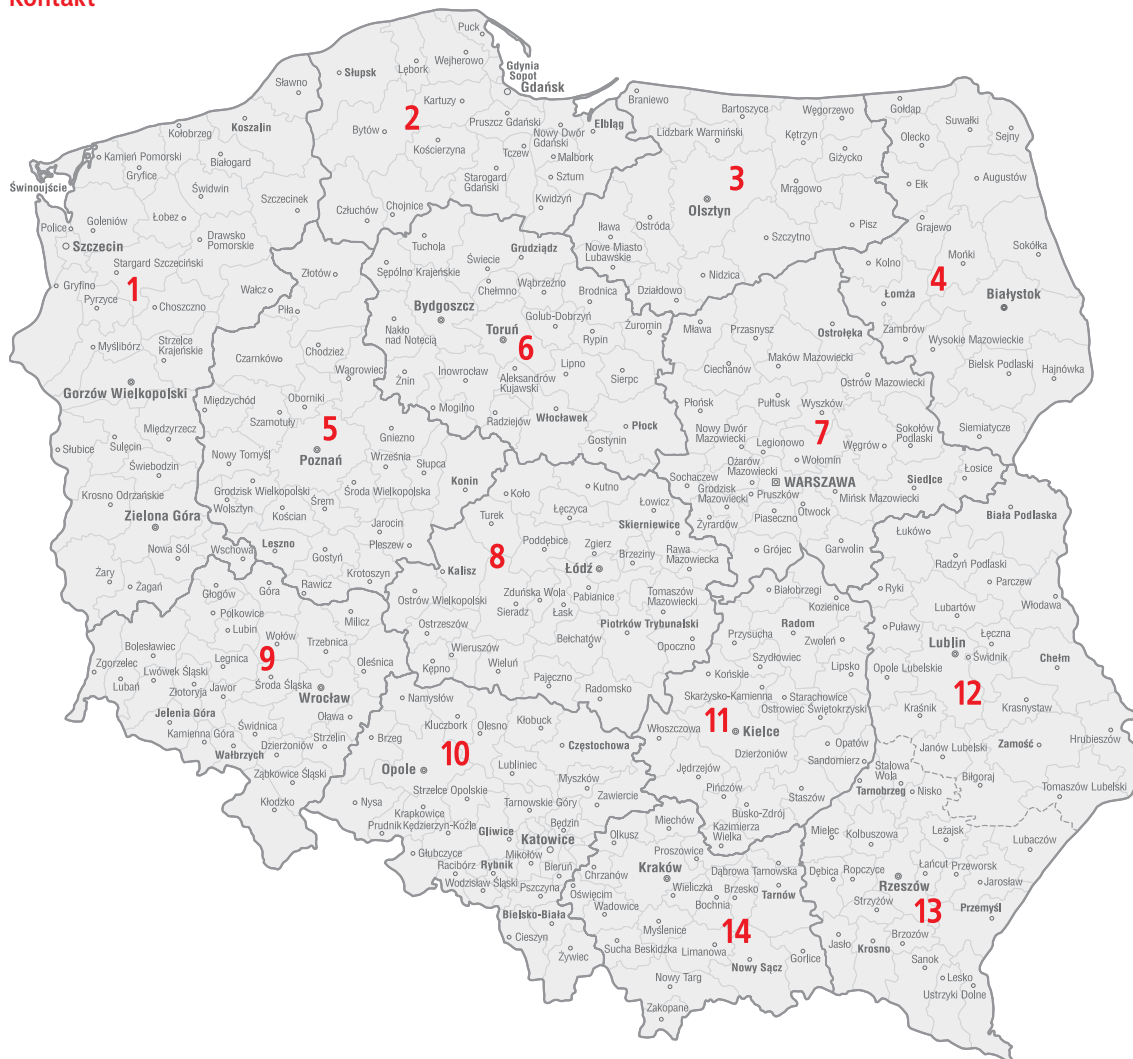 Kontakt
Puck
Lębork
Wejherowo
Gdynia
Sopot
Gdańsk
Słupsk
Sławno
Kartuzy
2
Pruszcz Gdański
Elbląg
Braniewo
Bartoszyce
Węgorzewo
Gołdap
Suwałki
Sejny
Koszalin
Kołobrzeg
Bytów
Kościerzyna
Tczew
Nowy Dwór
Gdański
Malbork
Lidzbark Warmiński
Kętrzyn
Giżycko
Olecko
Kamień Pomorski
Gryfice
Białogard
Świnoujście
Świdwin
Szczecinek
Starogard
Gdański
Sztum
Kwidzyń
3
Olsztyn
Mrągowo
Ełk
Augustów
Police
Goleniów
Łobez
Człuchów
Chojnice
Szczecin
Drawsko
Pomorskie
Tuchola
Grudziądz
Iława
Ostróda
Nowe Miasto
Lubawskie
Szczytno
Pisz
Grajewo
Sokółka
Stargard Szczeciński
1
Gryfino
Pyrzyce
Choszczno
Wałcz
Złotów
Sępólno Krajeńskie
Świecie
Chełmno
Wąbrzeźno
Brodnica
Działdowo
Nidzica
Kolno
Mońki
4
Łomża
Białystok
Piła
Bydgoszcz
Toruń
Golub-Dobrzyń
6
Rypin
Żuromin
Mława
Przasnysz
Ostrołęka
Zambrów
Wysokie Mazowieckie
Myślibórz
Strzelce
Krajeńskie
Czarnków
Chodzież
Wągrowiec
Nakło
nad Notecią
Żnin
Inowrocław
Aleksandrów
Kujawski
Lipno
Sierpc
Ciechanów
Maków Mazowiecki
Ostrów Mazowiecki
Bielsk Podlaski
Hajnówka
Gorzów Wielkopolski
Międzychód
Oborniki
Szamotuły
5
Poznań
Gniezno
Mogilno
Radziejów
Włocławek
Płock
Gostynin
Płońsk
Pułtusk
Wyszków
7
Nowy Dwór
Mazowiecki
Legionowo
Węgrów
Sokołów
Podlaski
Siemiatycze
Słubice
Sulęcin
Międzyrzecz
Świebodzin
Nowy Tomyśl
Września
Słupca
Konin
Sochaczew
Ożarów
Mazowiecki
Wołomin
WARSZAWA
Siedlce
Łosice
Krosno Odrzańskie
Zielona Góra
Grodzisk Wielkopolski
Wolsztyn
Kościan
Śrem
Środa Wielkopolska
Koło
Kutno
Łowicz
Grodzisk
Mazowiecki
Pruszków
Piaseczno
Otwock
Mińsk Mazowiecki
Biała Podlaska
Jarocin
Pleszew
Turek
Łęczyca
Skierniewice
Żyrardów
Nowa Sól
Wschowa
Leszno
Gostyń
Krotoszyn
Rawicz
8
Poddębice
Zgierz
Łódź
Brzeziny
Rawa
Mazowiecka
Grójec
Garwolin
Łuków
Radzyń Podlaski
Parczew
Żary
Żagań
Głogów
Góra
Kalisz
Ostrów Wielkopolski
Zduńska Wola
Sieradz
Łask
Pabianice
Tomaszów
Mazowiecki
Białobrzegi
Kozienice
Ryki
Włodawa
Polkowice
Lubin
Wołów
Milicz
Trzebnica
Ostrzeszów
Piotrków Trybunalski
Radom
Przysucha
Zwoleń
Puławy
Lubartów
Lublin
Łęczna
Świdnik
Chełm
Bolesławiec
Zgorzelec
Lwówek Śląski
Lubań
Złotoryja
Legnica
9
Jawor
Środa Śląska
Wrocław
Oleśnica
Kępno
Wieruszów
Wieluń
Bełchatów
Opoczno
Pajęczno
Radomsko
Szydłowiec
Końskie
Lipsko
Opole Lubelskie
12
Jelenia Góra
Kamienna Góra
Świdnica
Wałbrzych
Dzierżoniów
Oława
Strzelin
Namysłów
Kluczbork
Olesno
Kłobuck
Skarżysko-Kamienna
Starachowice
Ostrowiec Świętokrzyski
11
Włoszczowa
Kielce
Kraśnik
Krasnystaw
Brzeg
10
Opole
Lubliniec
Częstochowa
Dzierżoniów
Opatów
Sandomierz
Janów Lubelski
Zamość
Hrubieszów
Ząbkowice Śląski
Kłodzko
Nysa
Strzelce Opolskie
Myszków
Tarnowskie Góry
Zawiercie
Jędrzejów
Pińczów
Staszów
Stalowa
Wola
Tarnobrzeg
Nisko
Biłgoraj
Tomaszów Lubelski
Krapkowice
Prudnik
Kędzierzyn-Koźle
Gliwice
Będzin
Katowice
Olkusz
Miechów
Busko-Zdrój
Kazimierza
Wielka
Mielec
Kolbuszowa
Leżajsk
Lubaczów
Głubczyce
Racibórz
Rybnik
Mikołów
Bieruń
Wodzisław Śląski
Pszczyna
Chrzanów
Kraków
Proszowice
Dąbrowa Tarnowska
Dębica
Ropczyce
Rzeszów
Łańcut
Przeworsk
Jarosław
Oświęcim
Wadowice
Wieliczka
Brzesko
Bochnia
Tarnów
Strzyżów
13
Przemyśl
Bielsko-Biała
Cieszyn
Żywiec
Myślenice
Sucha Beskidzka
14
Limanowa
Nowy Sącz
Gorlice
Jasło
Krosno
Brzozów
Sanok
Lesko
Ustrzyki Dolne
Nowy Targ
Zakopane